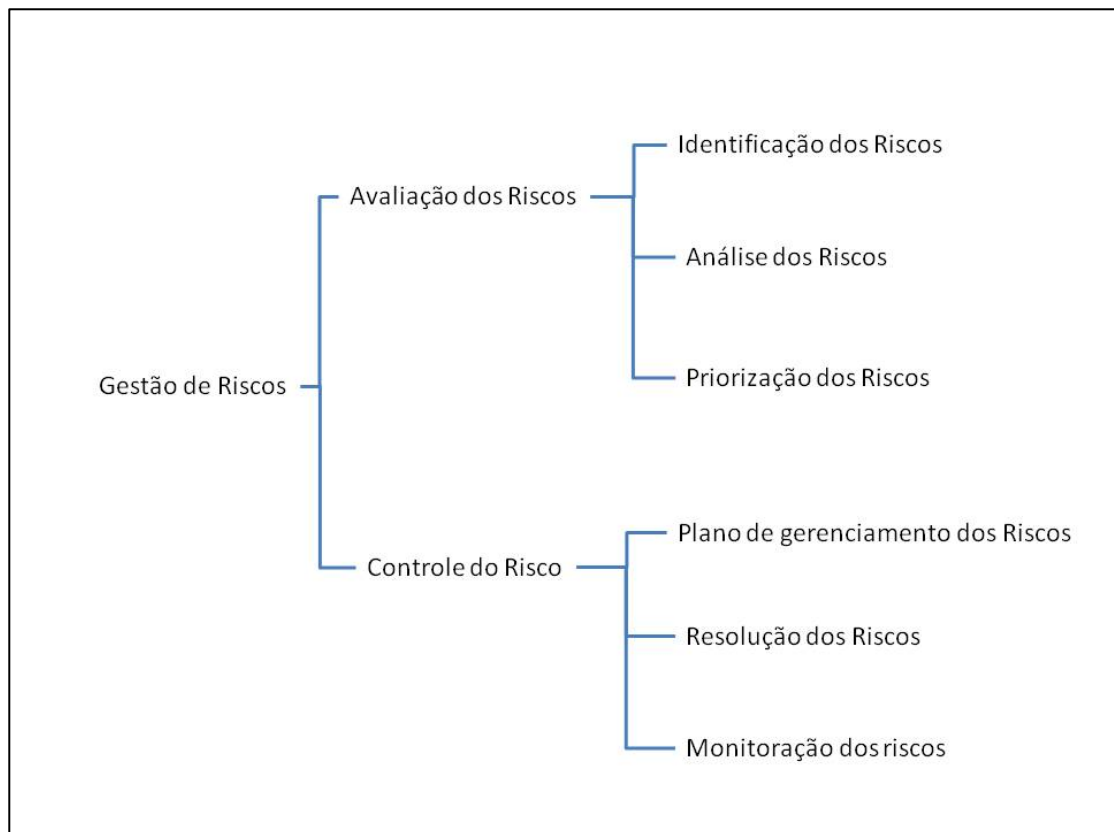 Gestão de Riscos
Avaliação dos Riscos
Identificação dos Riscos
Análise dos Riscos
Priorização dos Riscos
Controle do Risco
Plano de gerenciamento dos Riscos
Resolução dos Riscos
Monitoração dos riscos